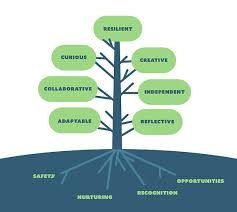 RESILIENT
CURIOUS
CREATIVE
COLLABORATIVE
INDEPENDENT
ADAPTABLE
REFLECTIVE
SAFETY
OPPORTUNITIES
NURTURING
RECOGNITION